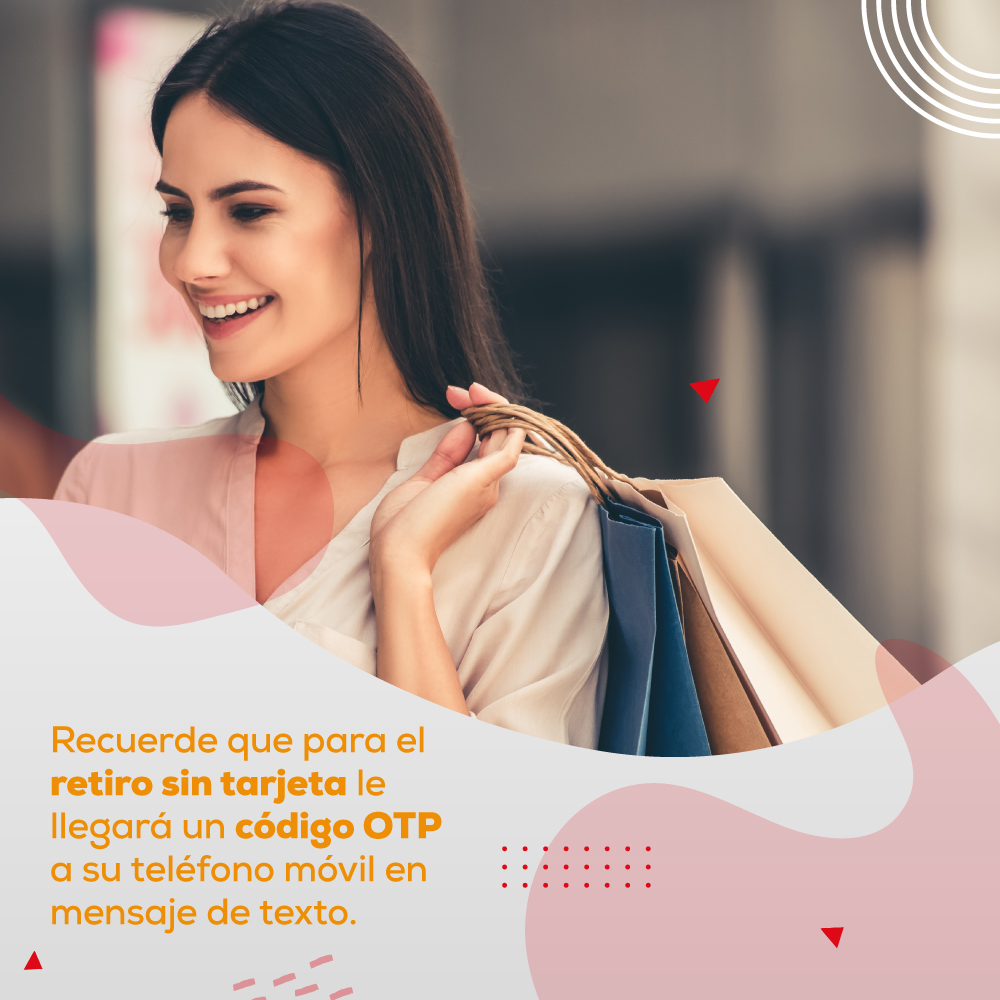 Recuerde que para el
retiro sin tarjeta le
llegará un código OTP
a su teléfono móvil en
mensaje de texto.